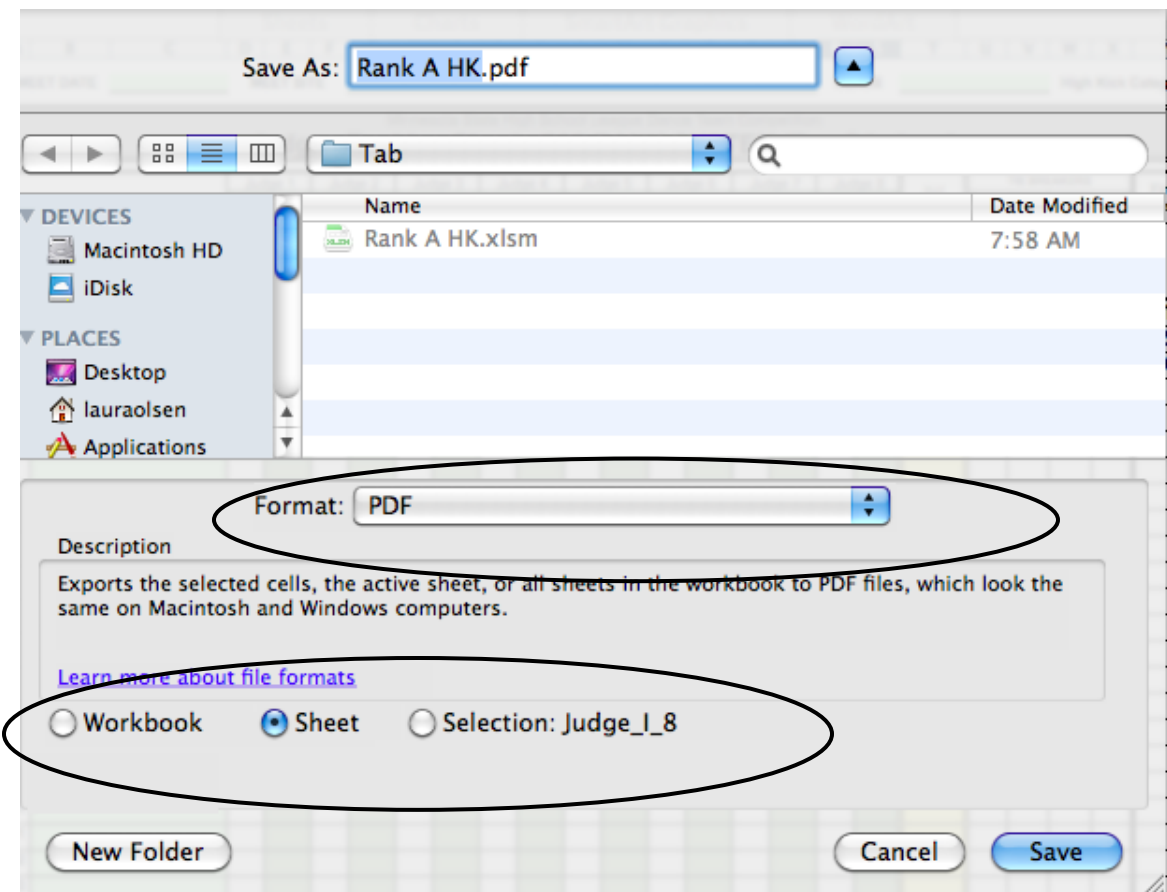 Save As: Rank A HK.pdf
Tab
DEVICES
Macintosh HD
iDisk
PLACES
Desktop
lauraolsen
Applications
Name Date Modified
Rank A HK.xlsm 7:58 AM
Format: PDF
Description
Exports the selected cells, the active sheet, or all sheets in the workbook to PDF files, which look the
same on Macintosh and Windows computers.
Learn more about file formats
Workbook Sheet Selection: Judge_I_8
New Folder Cancel Save